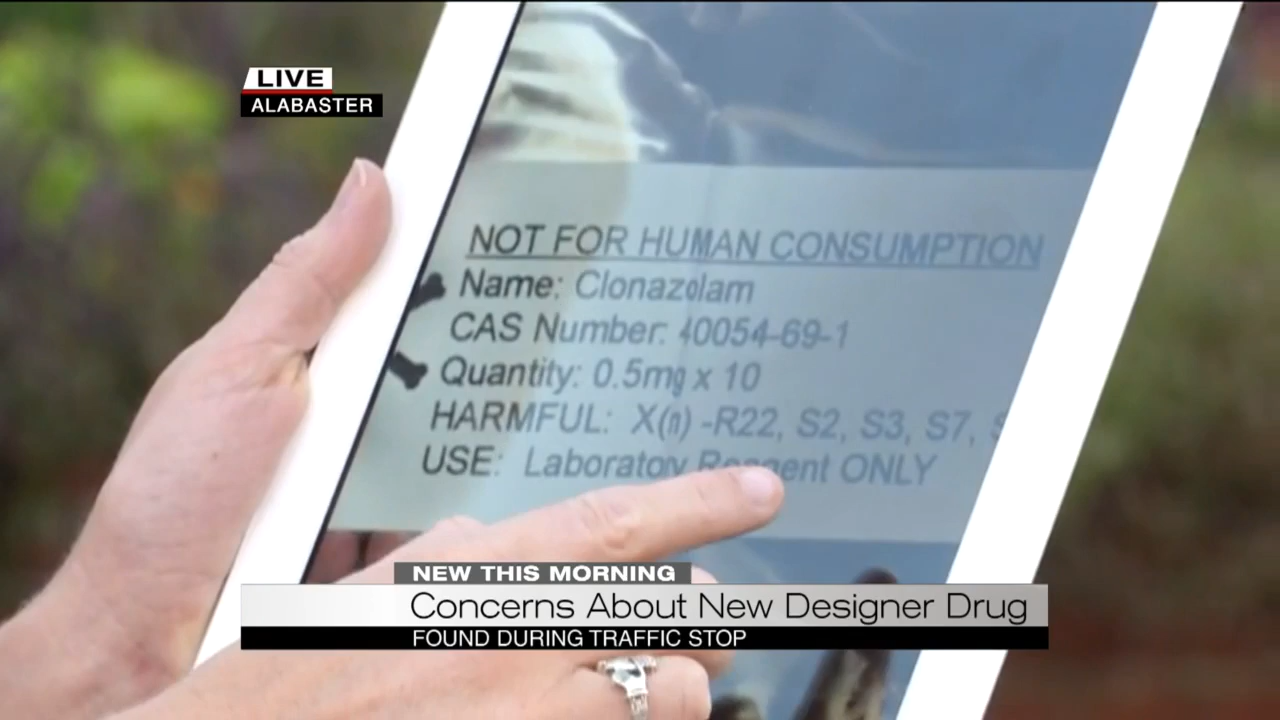 LIVE
ALABASTER
NOT FOR HUMAN CONSUMPTION
Name: Clonazolam
CAS Number: 40054-69-1
Quantity: 0.5mg x 10
HARMFUL: X(n) -R22, S2, S3, S7,
USE: Laboratory Reagent ONLY
NEW THIS MORNING
Concerns About New Designer Drug
FOUND DURING TRAFFIC STOP